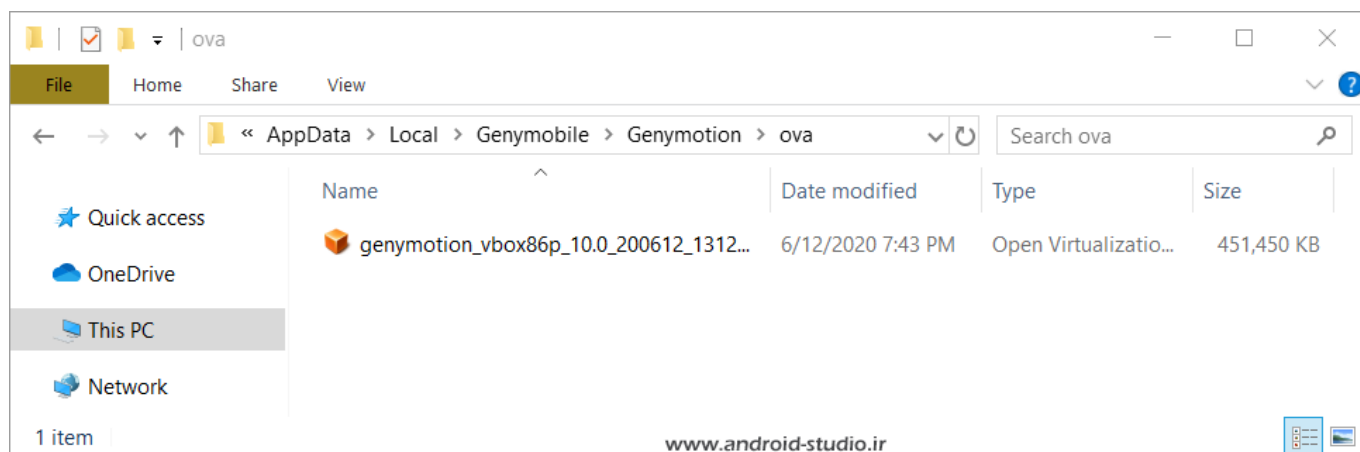 ova
File Home Share View
« AppData > Local > Genymobile > Genymotion > ova Search ova
Name Date modified Type Size
Quick access
genymotion_vbox86p_10.0_200612_1312... 6/12/2020 7:43 PM Open Virtualizatio... 451,450 KB
OneDrive
This PC
Network
1 item
www.android-studio.ir